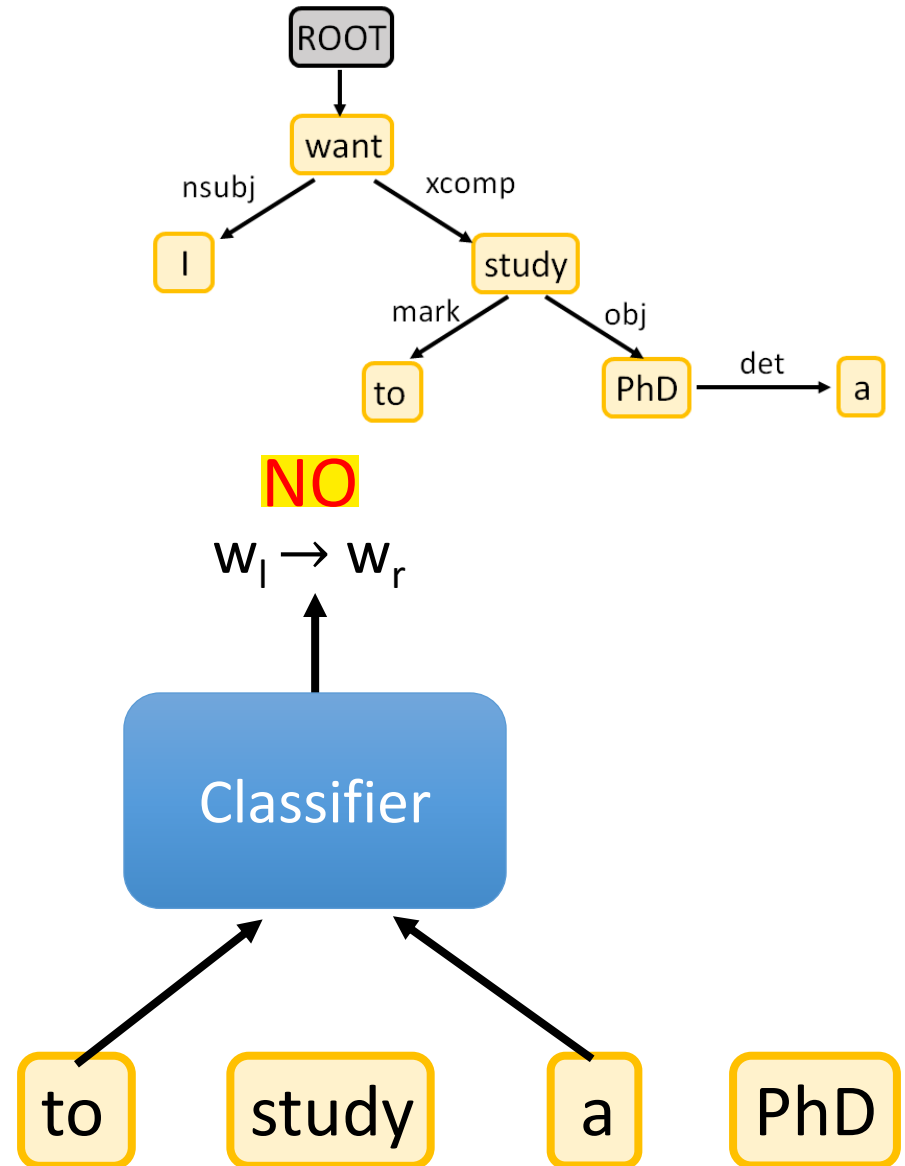 ROOT
want
nsubj xcomp
I study
mark obj
to PhD det a
NO
wl → wr
Classifier
to study a PhD